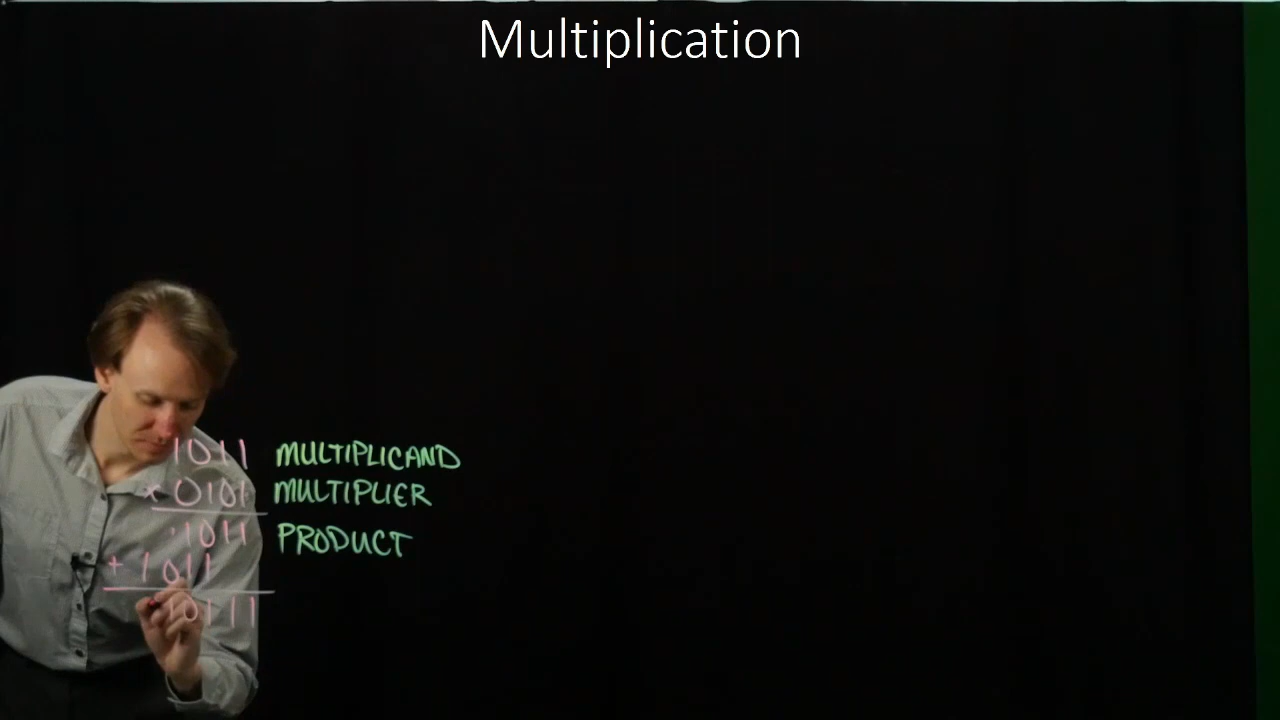 Multiplication
1011 MULTIPLICAND
× 0101 MULTIPLIER
1011 PRODUCT
+ 1011
10111